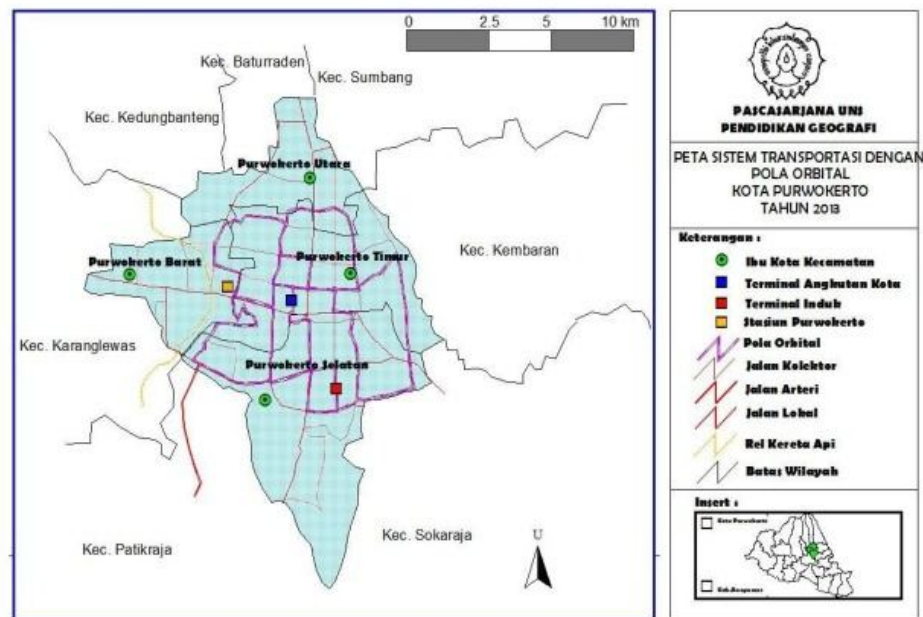 0 2.5 5 10 km
Kec. Baturraden
Kec. Sumbang
Kec. Kedungbanteng
Purwokerto Utara
Purwokerto Barat
Purwokerto Timur
Kec. Kembaran
Kec. Karanglewas
Purwokerto Selatan
Kec. Patikraja
Kec. Sokaraja
U
PASCASARJANA UNS
PENDIDIKAN GEOGRAFI
PETA SISTEM TRANSPORTASI DENGAN
POLA ORBITAL
KOTA PURWOKERTO
TAHUN 2013
Keterangan :
Ibu Kota Kecamatan
Terminal Angkutan Kota
Terminal Induk
Stasiun Purwokerto
Pola Orbital
Jalan Kolektor
Jalan Arteri
Jalan Lokal
Rel Kereta Api
Batas Wilayah
Insert :
Kota Purwokerto